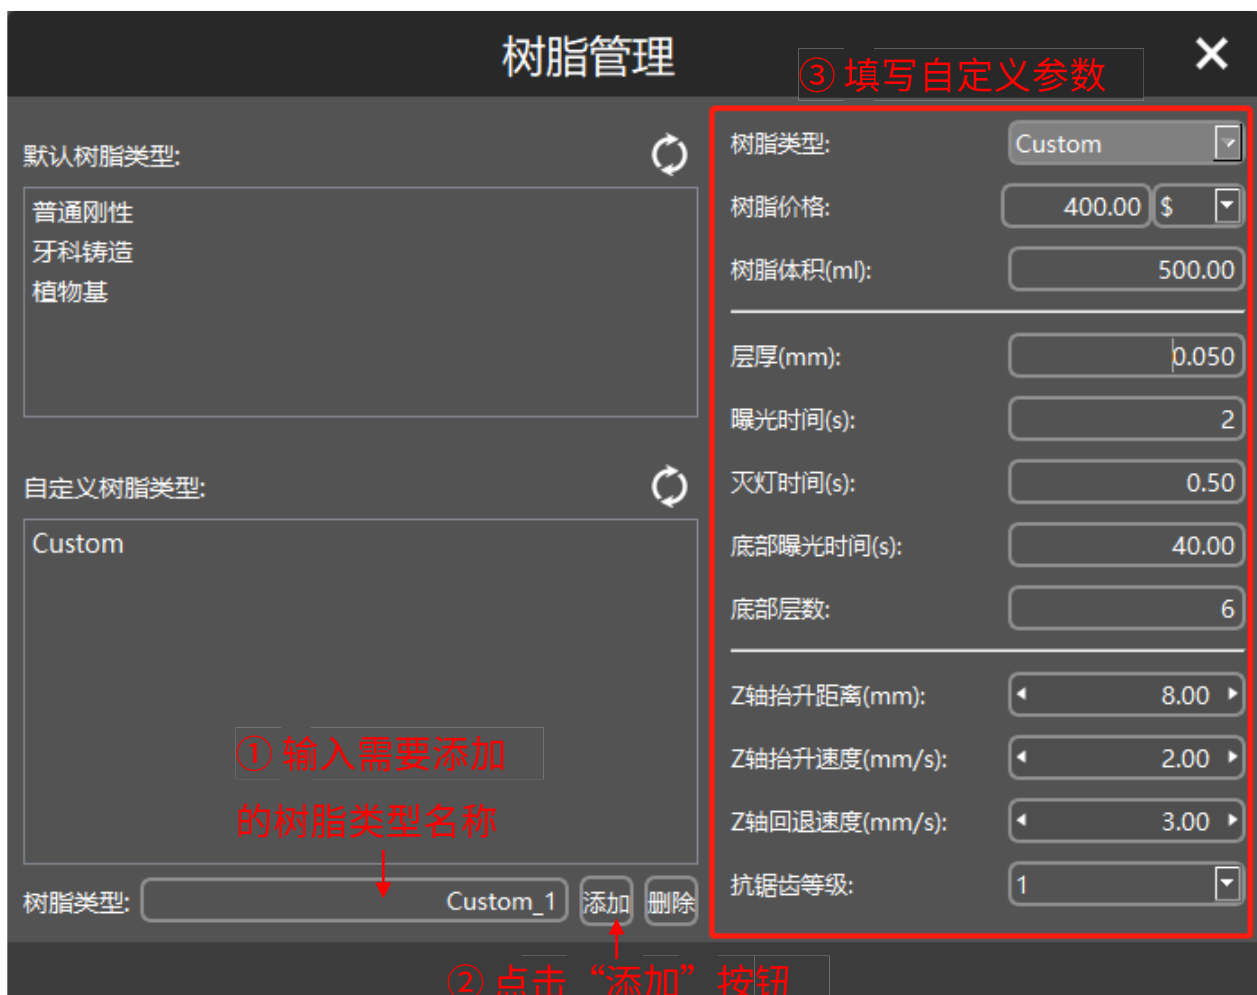 树脂管理
③ 填写自定义参数
默认树脂类型:
普通刚性
牙科铸造
植物基
自定义树脂类型:
Custom
① 输入需要添加
的树脂类型名称
树脂类型: Custom_1 添加 删除
② 点击“添加”按钮
树脂类型: Custom
树脂价格: 400.00 $
树脂体积(ml): 500.00
层厚(mm): 0.050
曝光时间(s): 2
灭灯时间(s): 0.50
底部曝光时间(s): 40.00
底部层数: 6
Z轴抬升距离(mm): 8.00
Z轴抬升速度(mm/s): 2.00
Z轴回退速度(mm/s): 3.00
抗锯齿等级: 1